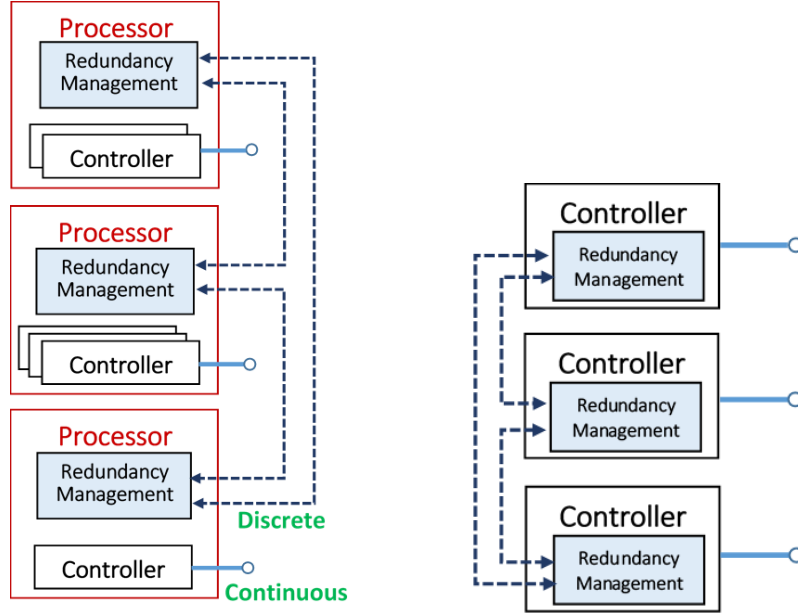 Processor
Redundancy
Management
Controller
Processor
Redundancy
Management
Controller
Processor
Redundancy
Management
Discrete
Controller
Continuous
Controller
Redundancy
Management
Controller
Redundancy
Management
Controller
Redundancy
Management